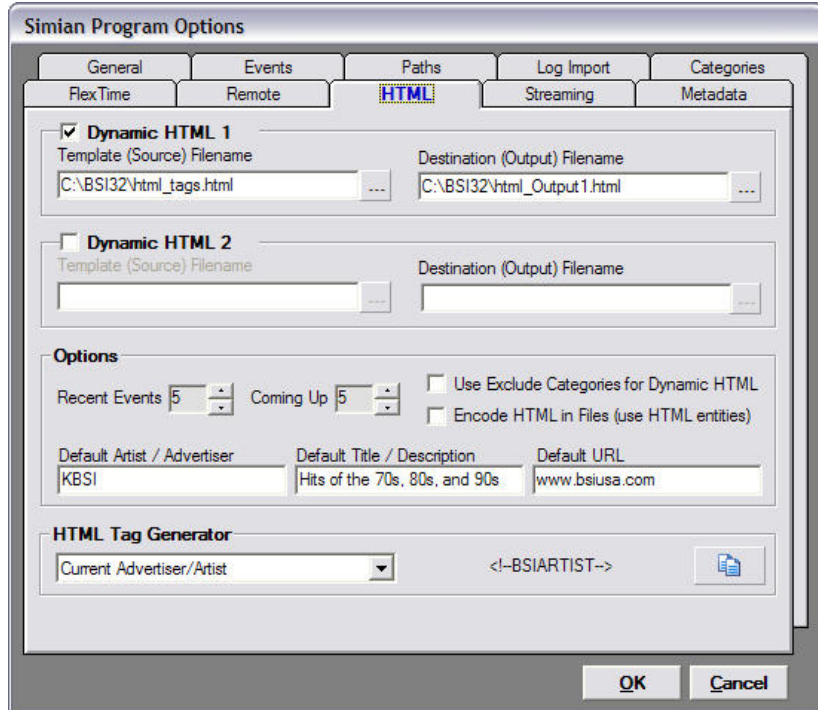 Simian Program Options
General Events Paths Log Import Categories
FlexTime Remote HTML Streaming Metadata
Dynamic HTML 1
Template (Source) Filename Destination (Output) Filename
C:\BSI32\html_tags.html ... C:\BSI32\html_Output1.html ...
Dynamic HTML 2
Template (Source) Filename Destination (Output) Filename
... ...
Options
Recent Events 5 Coming Up 5 Use Exclude Categories for Dynamic HTML
Encode HTML in Files (use HTML entities)
Default Artist / Advertiser Default Title / Description Default URL
KBSI Hits of the 70s, 80s, and 90s www.bsiusa.com
HTML Tag Generator
Current Advertiser/Artist <!--BSIARTIST-->
OK Cancel